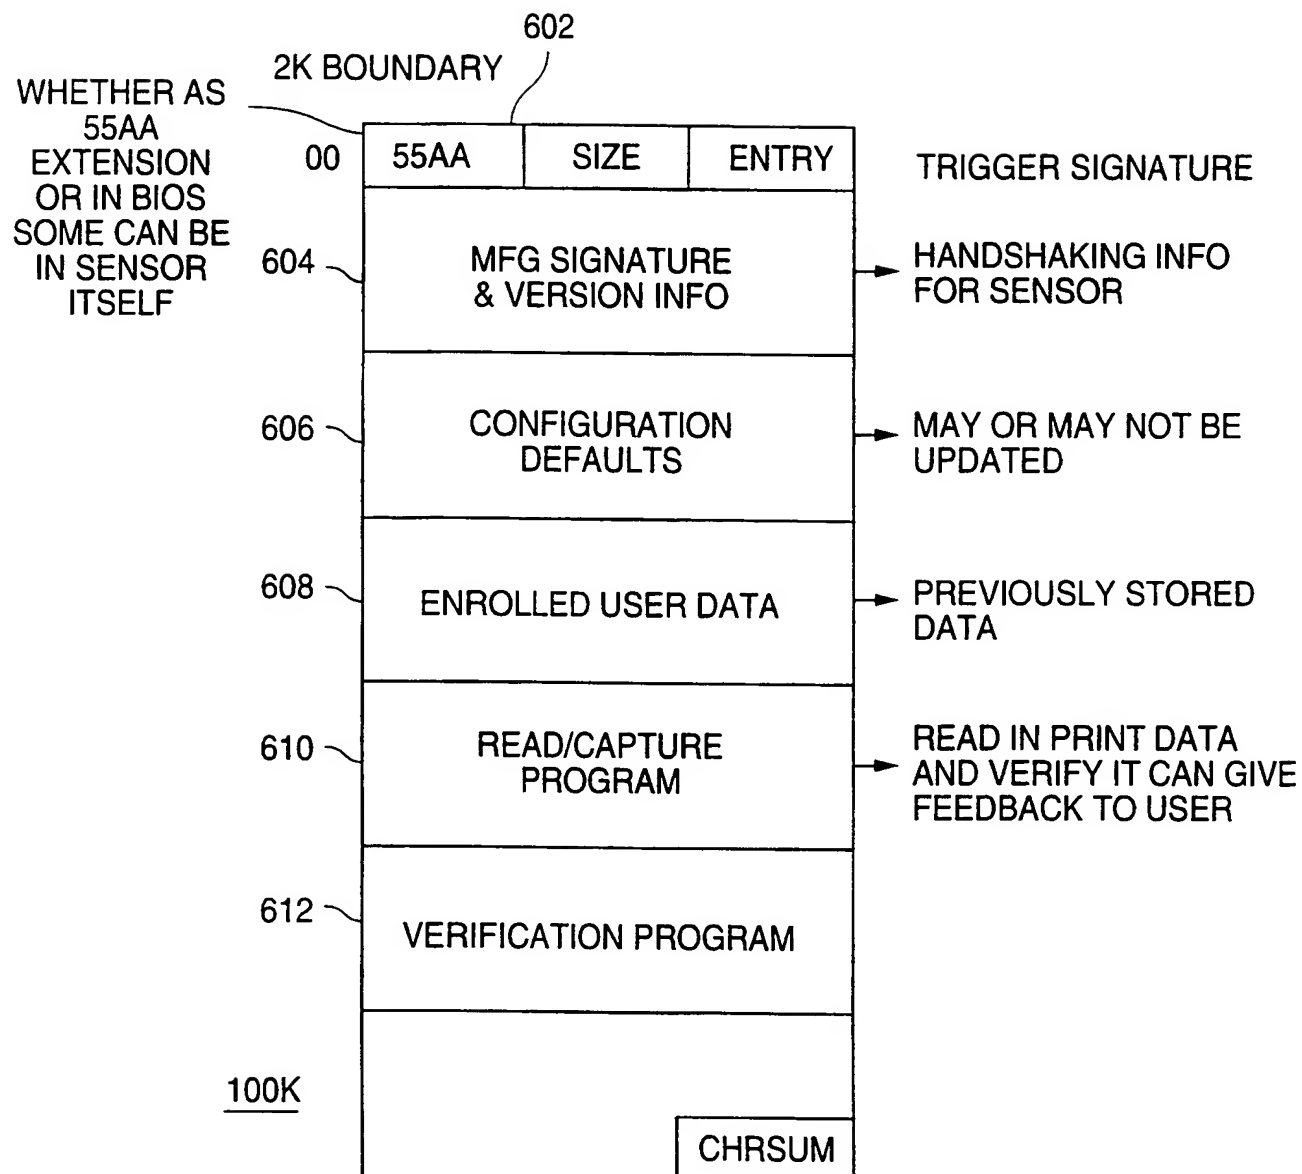 602
2K BOUNDARY
WHETHER AS
55AA
EXTENSION
OR IN BIOS
SOME CAN BE
IN SENSOR
ITSELF
00 55AA SIZE ENTRY TRIGGER SIGNATURE
604 MFG SIGNATURE
& VERSION INFO
HANDSHAKING INFO
FOR SENSOR
606 CONFIGURATION
DEFAULTS
MAY OR MAY NOT BE
UPDATED
608 ENROLLED USER DATA
PREVIOUSLY STORED
DATA
610 READ/CAPTURE
PROGRAM
READ IN PRINT DATA
AND VERIFY IT CAN GIVE
FEEDBACK TO USER
612 VERIFICATION PROGRAM
100K
CHRSUM